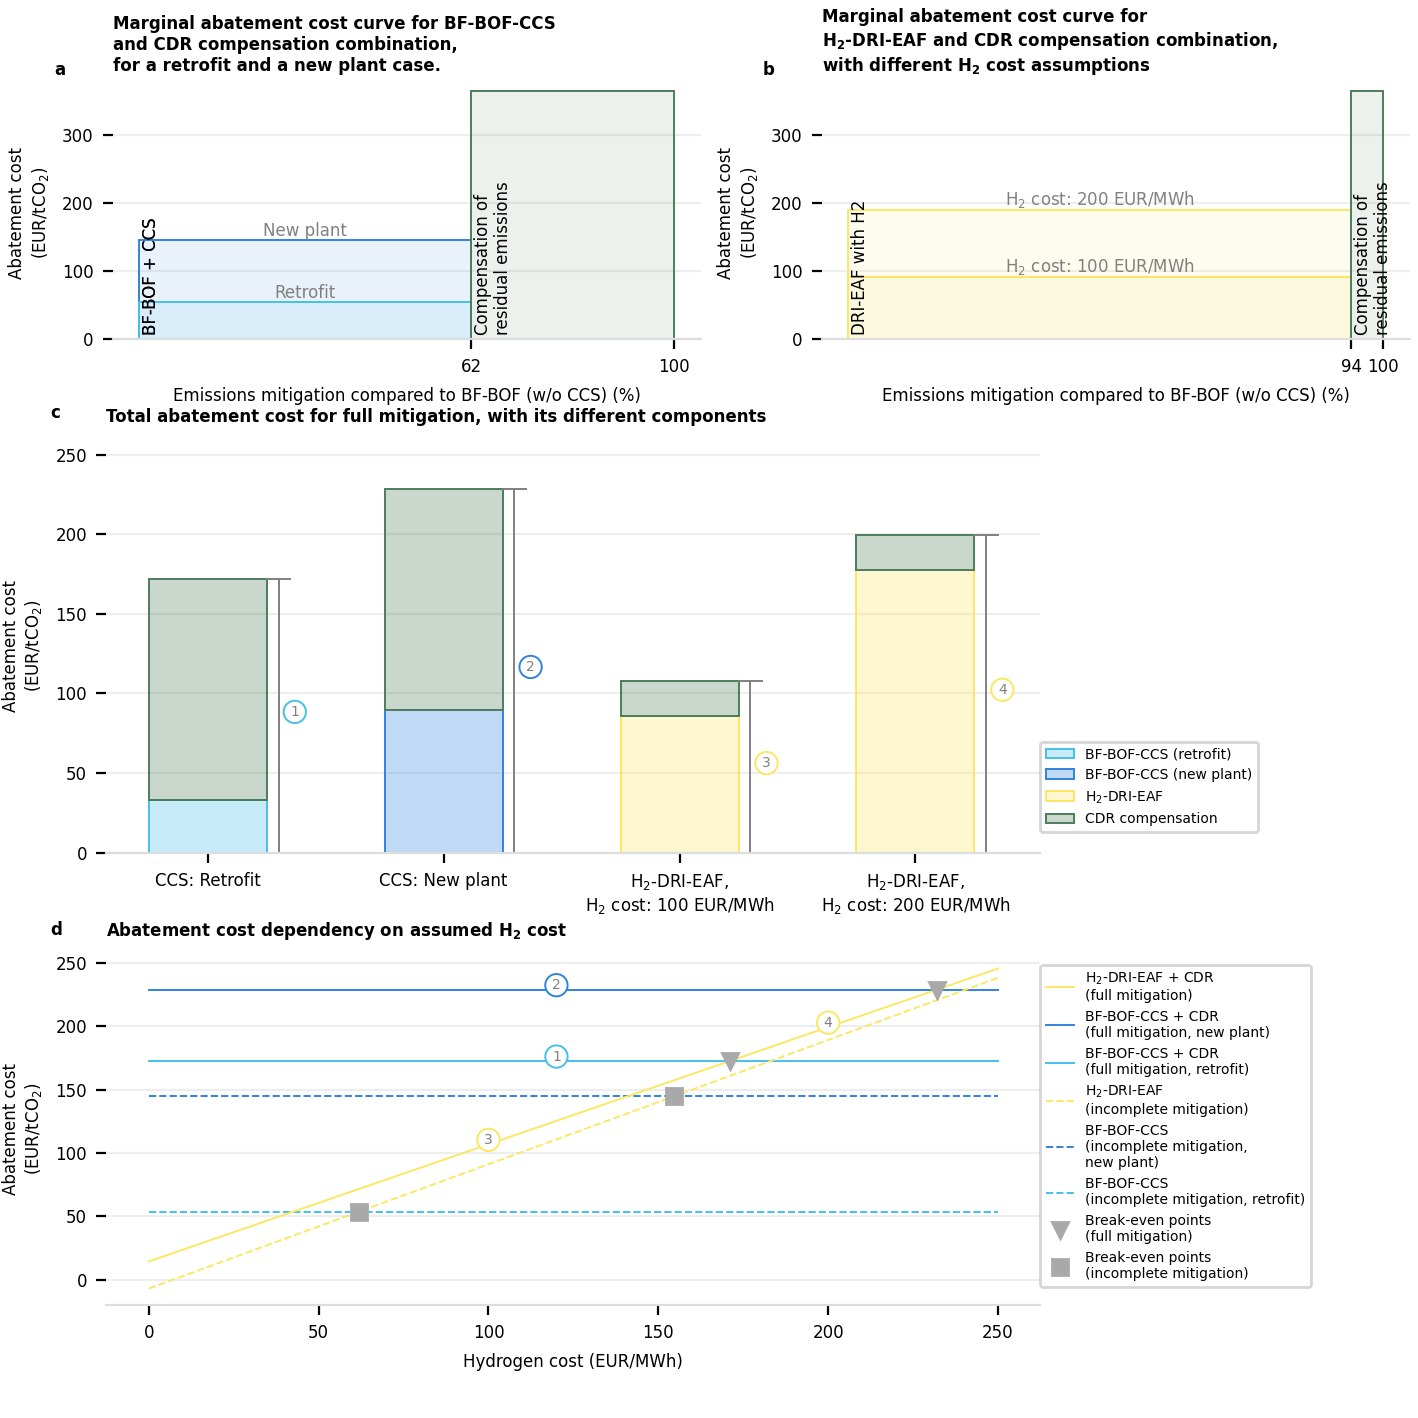 Marginal abatement cost curve for BF-BOF-CCS
and CDR compensation combination,
for a retrofit and a new plant case.
a
Abatement cost
(EUR/tCO₂)
300
200
100
0
BF-BOF + CCS
New plant
Retrofit
Compensation of
residual emissions
62
100
Emissions mitigation compared to BF-BOF (w/o CCS) (%)
Marginal abatement cost curve for
H₂-DRI-EAF and CDR compensation combination,
with different H₂ cost assumptions
b
Abatement cost
(EUR/tCO₂)
300
200
100
0
DRI-EAF with H2
H₂ cost: 200 EUR/MWh
H₂ cost: 100 EUR/MWh
Compensation of
residual emissions
94
100
Emissions mitigation compared to BF-BOF (w/o CCS) (%)
c
Total abatement cost for full mitigation, with its different components
Abatement cost
(EUR/tCO₂)
250
200
150
100
50
0
1
2
3
4
CCS: Retrofit
CCS: New plant
H₂-DRI-EAF,
H₂ cost: 100 EUR/MWh
H₂-DRI-EAF,
H₂ cost: 200 EUR/MWh
BF-BOF-CCS (retrofit)
BF-BOF-CCS (new plant)
H₂-DRI-EAF
CDR compensation
d
Abatement cost dependency on assumed H₂ cost
Abatement cost
(EUR/tCO₂)
250
200
150
100
50
0
2
4
1
3
0
50
100
150
200
250
Hydrogen cost (EUR/MWh)
H₂-DRI-EAF + CDR
(full mitigation)
BF-BOF-CCS + CDR
(full mitigation, new plant)
BF-BOF-CCS + CDR
(full mitigation, retrofit)
H₂-DRI-EAF
(incomplete mitigation)
BF-BOF-CCS
(incomplete mitigation,
new plant)
BF-BOF-CCS
(incomplete mitigation, retrofit)
Break-even points
(full mitigation)
Break-even points
(incomplete mitigation)